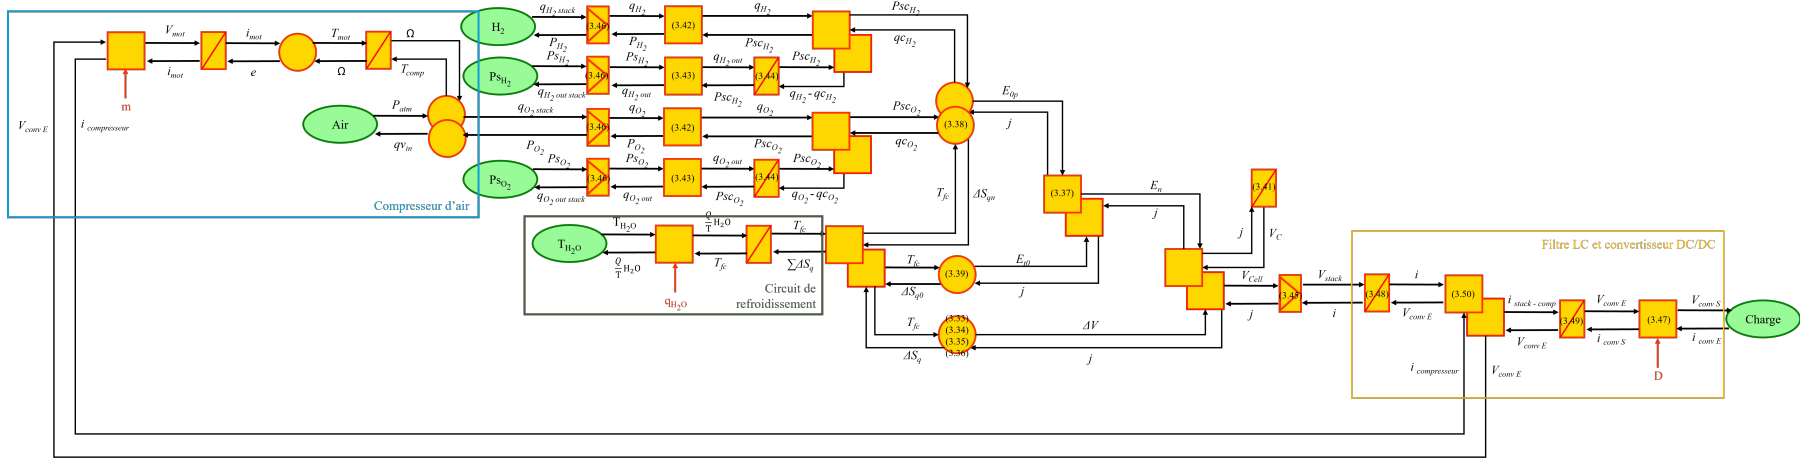 V_mot
i_mot
T_mot
Ω
i_mot
e
Ω
T_comp
m
V_conv E
i_compresseur
Air
P_atm
qv_in
Compresseur d'air
H₂
q_H₂ stack
q_H₂
q_H₂
Psc_H₂
(3.46)
(3.42)
P_H₂
P_H₂
Psc_H₂
qc_H₂
Ps_H₂
Ps_H₂
Ps_H₂
q_H₂ out
Psc_H₂
(3.46)
(3.43)
(3.44)
q_H₂ out stack
q_H₂ out
Psc_H₂
q_H₂ - qc_H₂
q_O₂ stack
q_O₂
q_O₂
Psc_O₂
(3.46)
(3.42)
P_O₂
P_O₂
Psc_O₂
qc_O₂
Ps_O₂
Ps_O₂
Ps_O₂
q_O₂ out
Psc_O₂
(3.46)
(3.43)
(3.44)
q_O₂ out stack
q_O₂ out
Psc_O₂
q_O₂ - qc_O₂
(3.38)
E_0p
j
T_fc
ΔS_qn
T_H₂O
T_H₂O
Q/T H₂O
T_fc
Q/T H₂O
T_fc
∑ΔS_q
q_H₂O
Circuit de
refroidissement
T_fc
(3.39)
E_t0
ΔS_q0
j
T_fc
(3.33)
(3.34)
(3.35)
(3.36)
ΔV
ΔS_q
j
(3.37)
E_n
j
(3.41)
j
V_C
V_Cell
j
(3.45)
V_stack
i
Filtre LC et convertisseur DC/DC
(3.48)
i
V_conv E
(3.50)
i_stack - comp
V_conv E
(3.49)
V_conv E
i_conv S
(3.47)
V_conv S
i_conv E
Charge
D
i_compresseur
V_conv E